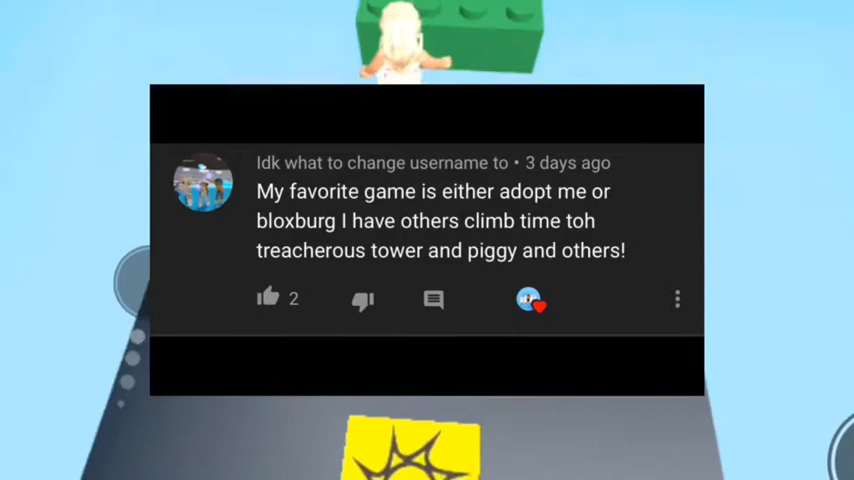 Idk what to change username to • 3 days ago
My favorite game is either adopt me or
bloxburg I have others climb time toh
treacherous tower and piggy and others!
2